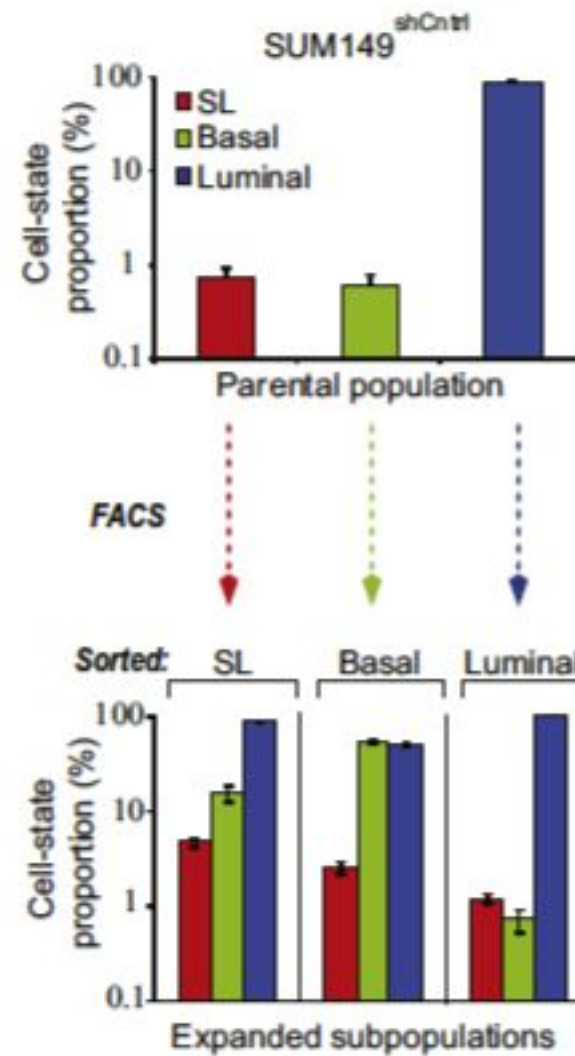 SUM149shCntrl
100
10
1
0.1
Cell-state
proportion (%)
SL
Basal
Luminal
Parental population
FACS
Sorted: SL Basal Luminal
100
10
1
0.1
Cell-state
proportion (%)
Expanded subpopulations